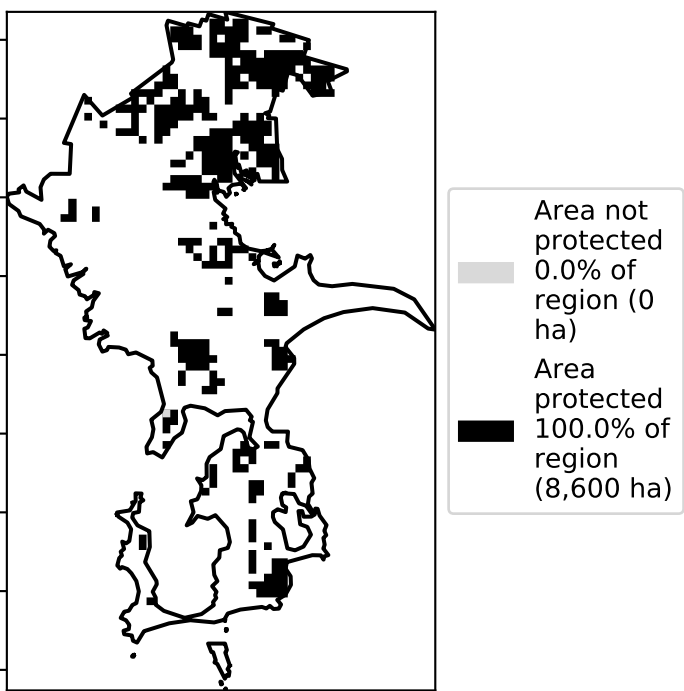 Area not
protected
0.0% of
region (0
ha)
Area
protected
100.0% of
region
(8,600 ha)